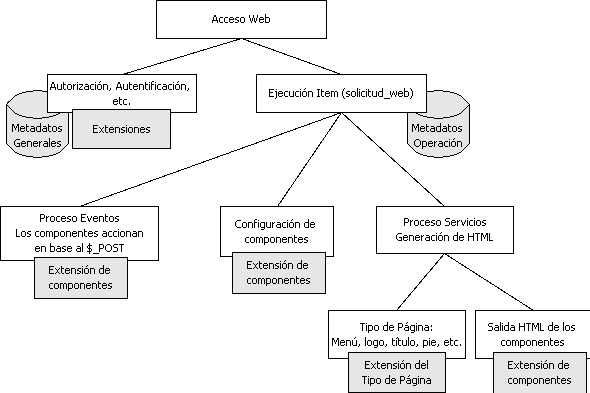 Acceso Web
Autorización, Autentificación,
etc.
Metadatos
Generales
Extensiones
Ejecución Item (solicitud_web)
Metadatos
Operación
Proceso Eventos
Los componentes accionan
en base al $_POST
Extensión de
componentes
Configuración de
componentes
Extensión de
componentes
Proceso Servicios
Generación de HTML
Tipo de Página:
Menú, logo, título, pie, etc.
Extensión del
Tipo de Página
Salida HTML de los
componentes
Extensión de
componentes